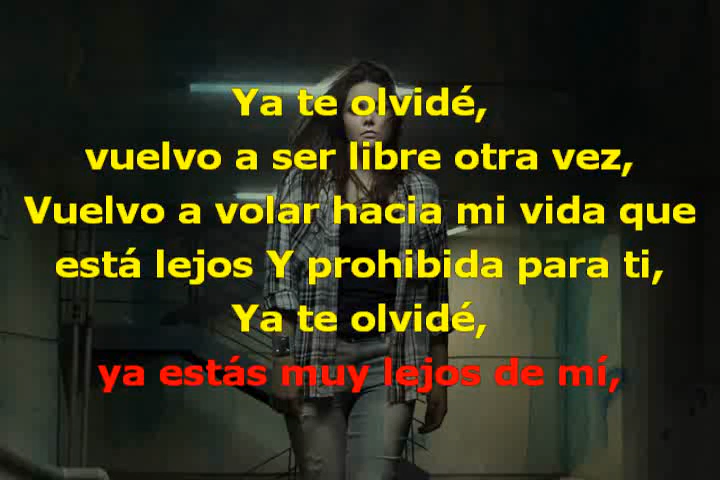 Ya te olvidé,
vuelvo a ser libre otra vez,
Vuelvo a volar hacia mi vida que
está lejos Y prohibida para ti,
Ya te olvidé,
ya estás muy lejos de mí,